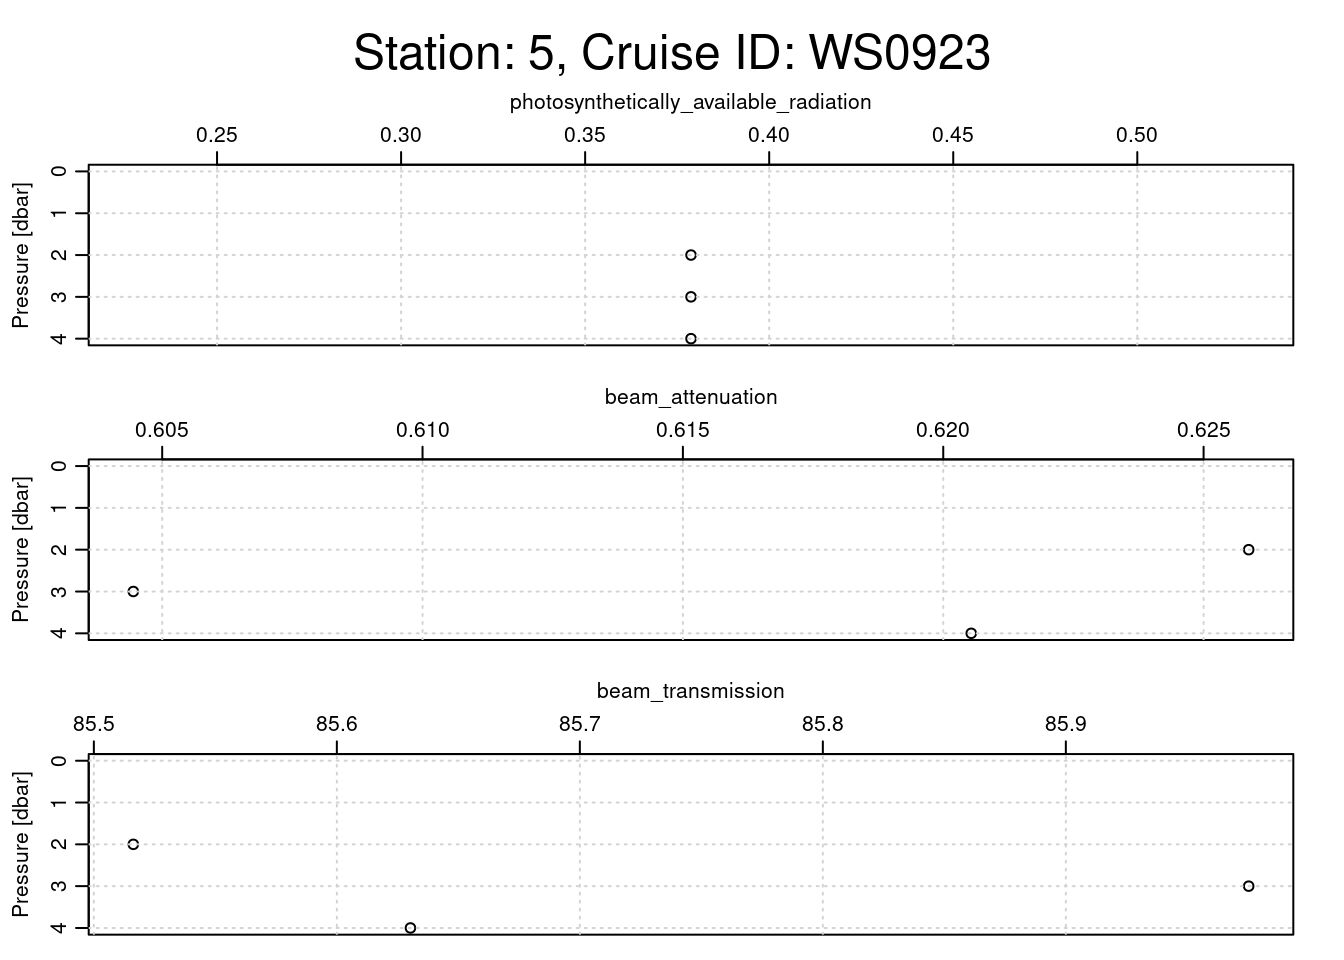 Station: 5, Cruise ID: WS0923
photosynthetically_available_radiation
0.25 0.30 0.35 0.40 0.45 0.50
Pressure [dbar]
0
1
2
3
4
beam_attenuation
0.605 0.610 0.615 0.620 0.625
Pressure [dbar]
0
1
2
3
4
beam_transmission
85.5 85.6 85.7 85.8 85.9
Pressure [dbar]
0
1
2
3
4